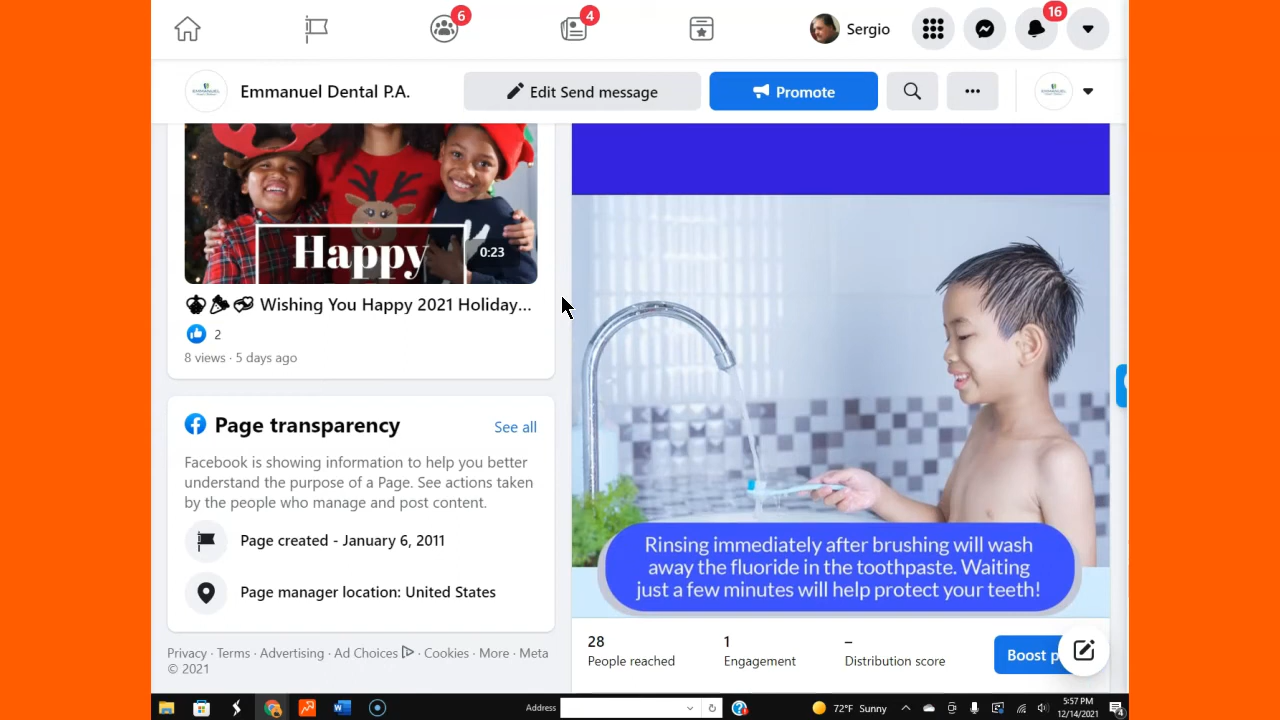 6
4
Sergio
16
Emmanuel Dental P.A.
Edit Send message
Promote
Happy
0:23
Wishing You Happy 2021 Holiday...
2
8 views · 5 days ago
Page transparency
See all
Facebook is showing information to help you better
understand the purpose of a Page. See actions taken
by the people who manage and post content.
Page created - January 6, 2011
Page manager location: United States
Privacy · Terms · Advertising · Ad Choices · Cookies · More · Meta
© 2021
Rinsing immediately after brushing will wash
away the fluoride in the toothpaste. Waiting
just a few minutes will help protect your teeth!
28
People reached
1
Engagement
–
Distribution score
Boost p
Address
72°F Sunny
5:57 PM
12/14/2021
4